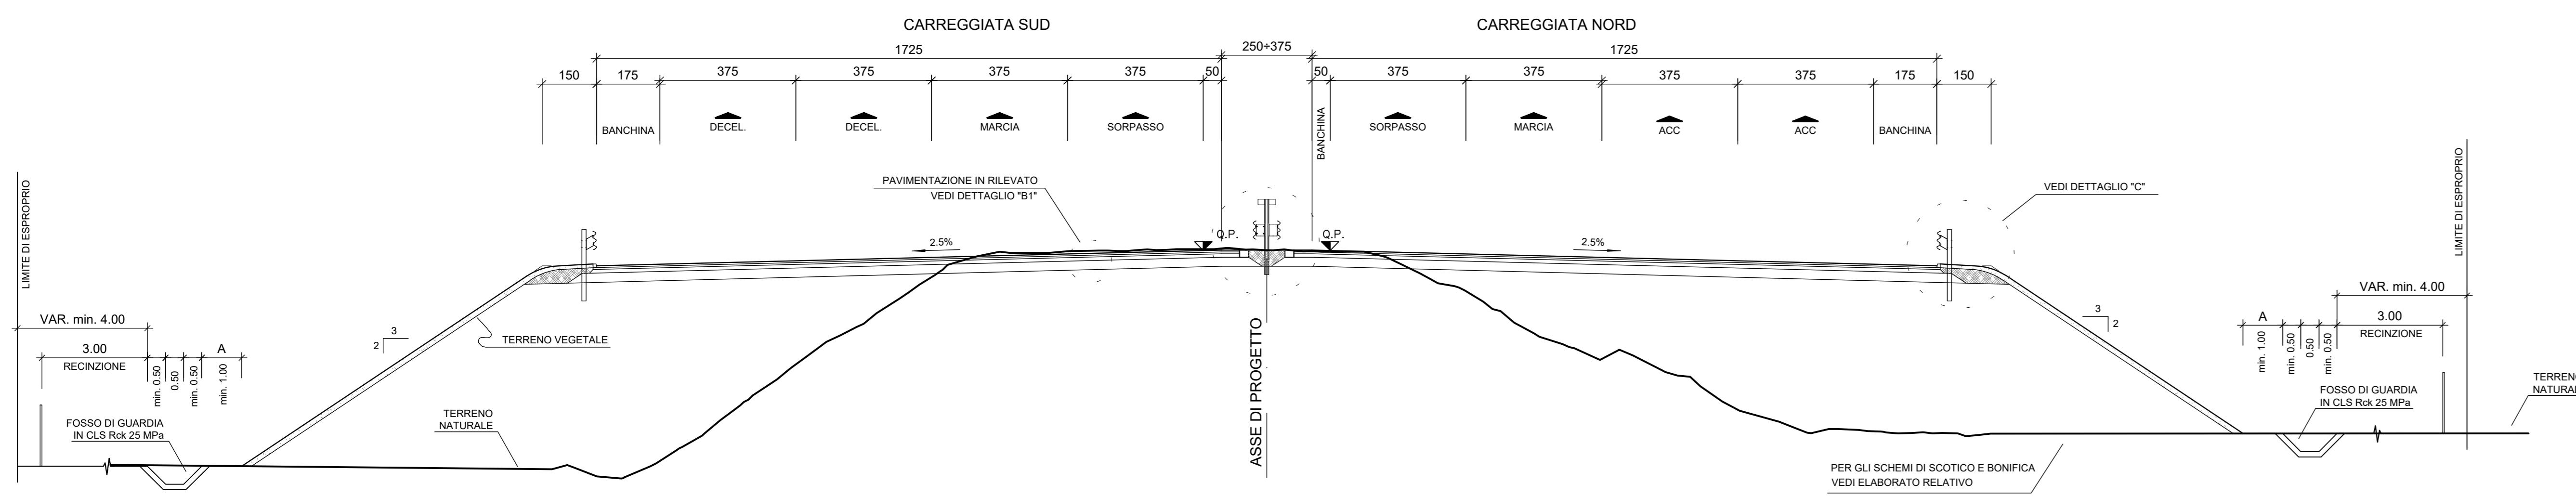 CARREGGIATA SUD
CARREGGIATA NORD
1725
250÷375
1725
150
175
375
375
375
375
50
50
375
375
375
375
175
150
BANCHINA
DECEL.
DECEL.
MARCIA
SORPASSO
BANCHINA
SORPASSO
MARCIA
ACC
ACC
BANCHINA
LIMITE DI ESPROPRIO
LIMITE DI ESPROPRIO
PAVIMENTAZIONE IN RILEVATO
VEDI DETTAGLIO "B1"
VEDI DETTAGLIO "C"
2.5%
Q.P.
Q.P.
2.5%
VAR. min. 4.00
3.00
RECINZIONE
min. 0.50
0.50
min. 0.50
A
min. 1.00
3
2
TERRENO VEGETALE
ASSE DI PROGETTO
3
2
VAR. min. 4.00
A
min. 1.00
min. 0.50
0.50
min. 0.50
3.00
RECINZIONE
FOSSO DI GUARDIA
IN CLS Rck 25 MPa
TERRENO
NATURALE
FOSSO DI GUARDIA
IN CLS Rck 25 MPa
TERRENO
NATURAL
PER GLI SCHEMI DI SCOTICO E BONIFICA
VEDI ELABORATO RELATIVO